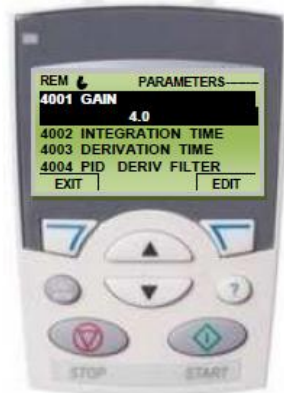 REM PARAMETERS
4001 GAIN
4.0
4002 INTEGRATION TIME
4003 DERIVATION TIME
4004 PID DERIV FILTER
EXIT EDIT
?
STOP START